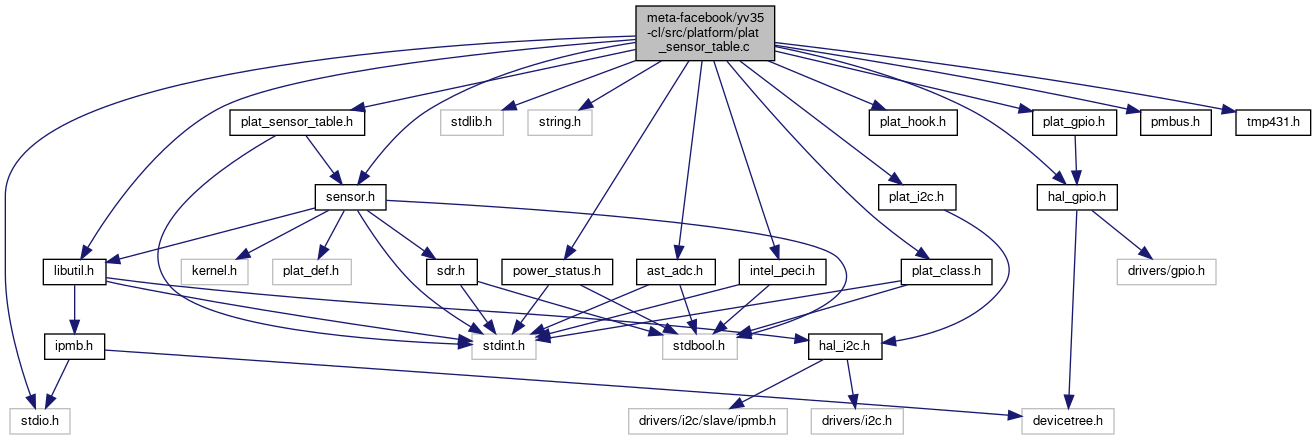 meta-facebook/yv35
-cl/src/platform/plat
_sensor_table.c
plat_sensor_table.h
stdlib.h
string.h
plat_hook.h
plat_gpio.h
pmbus.h
tmp431.h
sensor.h
plat_i2c.h
hal_gpio.h
libutil.h
kernel.h
plat_def.h
sdr.h
power_status.h
ast_adc.h
intel_peci.h
plat_class.h
drivers/gpio.h
ipmb.h
stdint.h
stdbool.h
hal_i2c.h
stdio.h
drivers/i2c/slave/ipmb.h
drivers/i2c.h
devicetree.h